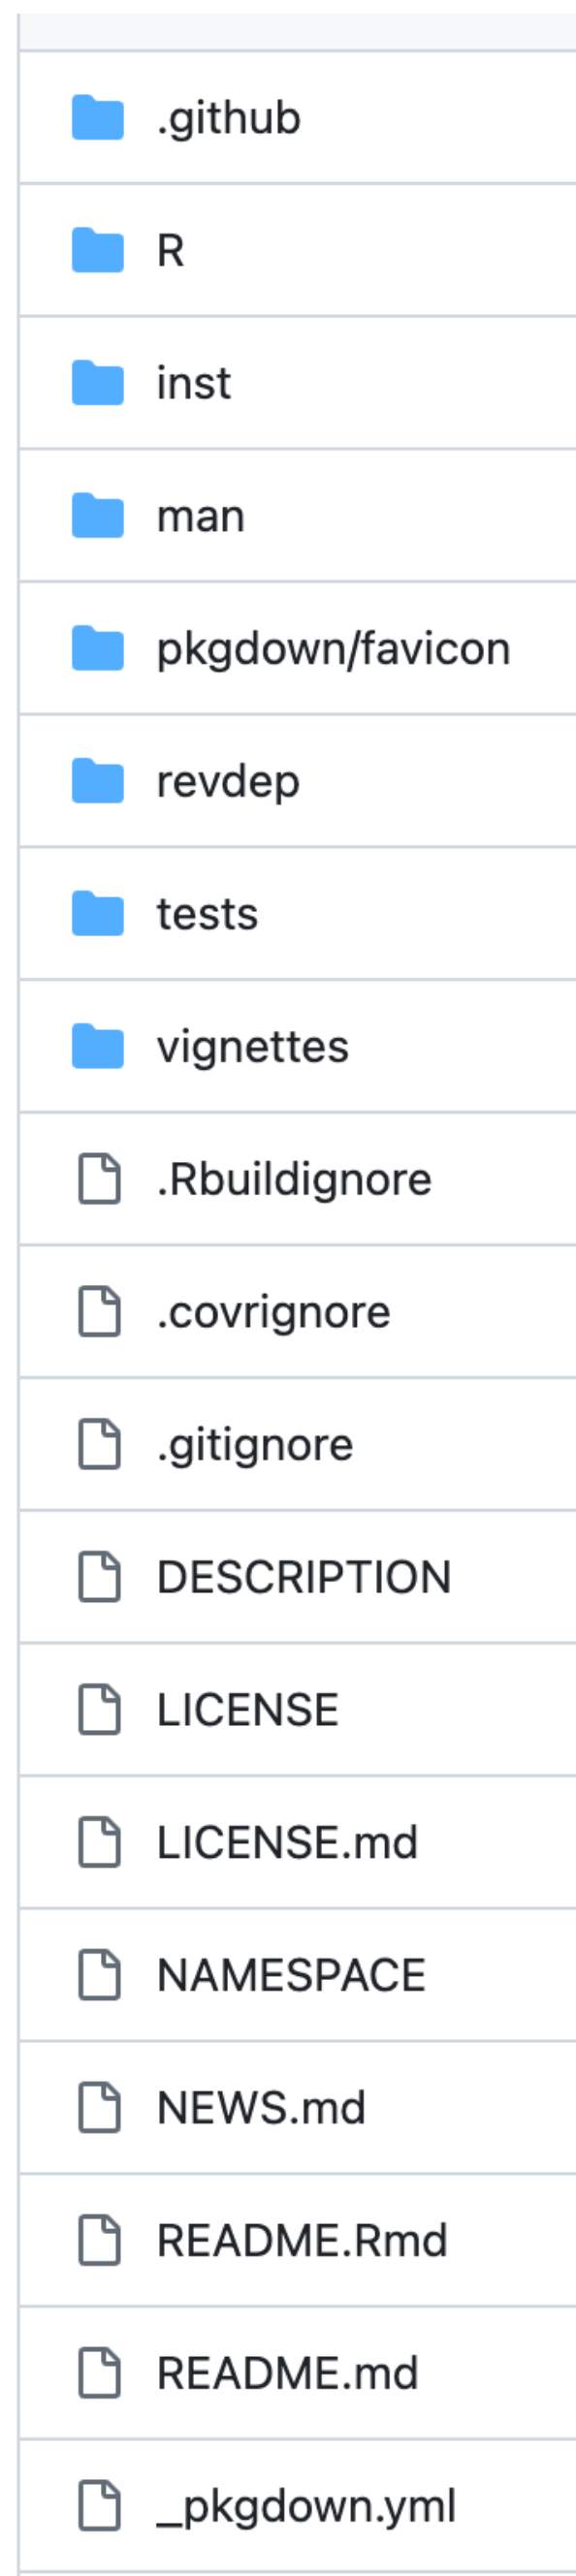 .github
R
inst
man
pkgdown/favicon
revdep
tests
vignettes
.Rbuildignore
.covrignore
.gitignore
DESCRIPTION
LICENSE
LICENSE.md
NAMESPACE
NEWS.md
README.Rmd
README.md
_pkgdown.yml